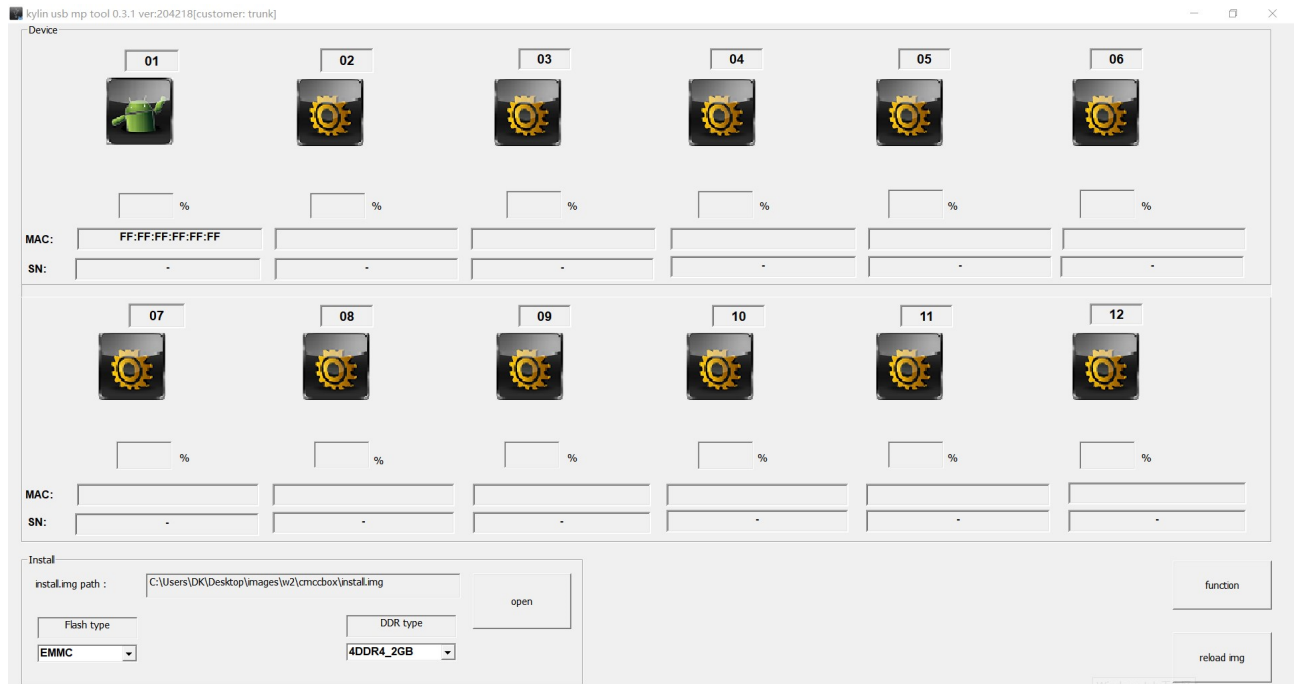 kylin usb mp tool 0.3.1 ver:204218[customer: trunk]
Device
01 02 03 04 05 06
% % % % % %
MAC: FF:FF:FF:FF:FF:FF
SN: - - - - - -
07 08 09 10 11 12
% % % % % %
MAC:
SN: - - - - - -
Install
install.img path : C:\Users\DK\Desktop\images\w2\cmccbox\install.img open function
Flash type DDR type
EMMC 4DDR4_2GB reload img